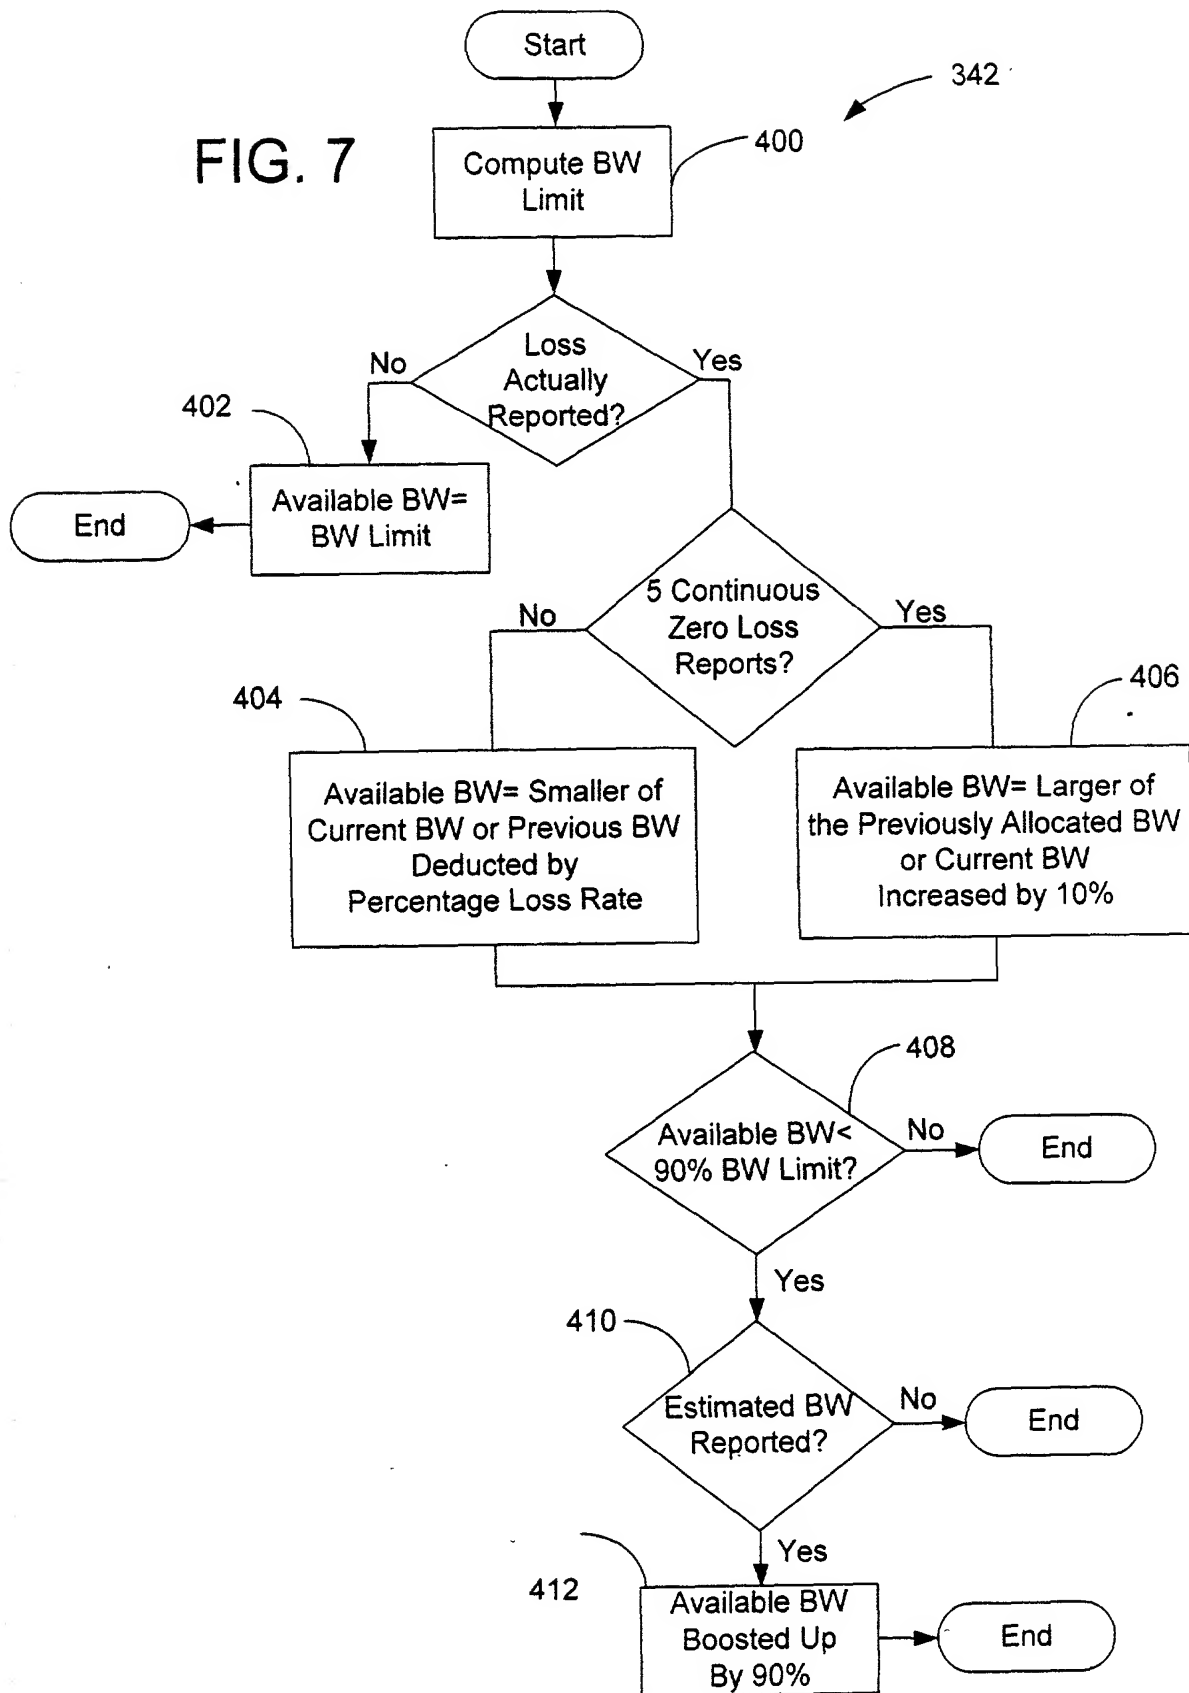 Start
342
FIG. 7
400
Compute BW
Limit
No
Loss
Actually
Reported?
Yes
402
Available BW=
BW Limit
End
No
5 Continuous
Zero Loss
Reports?
Yes
404
406
Available BW= Smaller of
Current BW or Previous BW
Deducted by
Percentage Loss Rate
Available BW= Larger of
the Previously Allocated BW
or Current BW
Increased by 10%
408
Available BW<
90% BW Limit?
No
End
Yes
410
Estimated BW
Reported?
No
End
Yes
412
Available BW
Boosted Up
By 90%
End